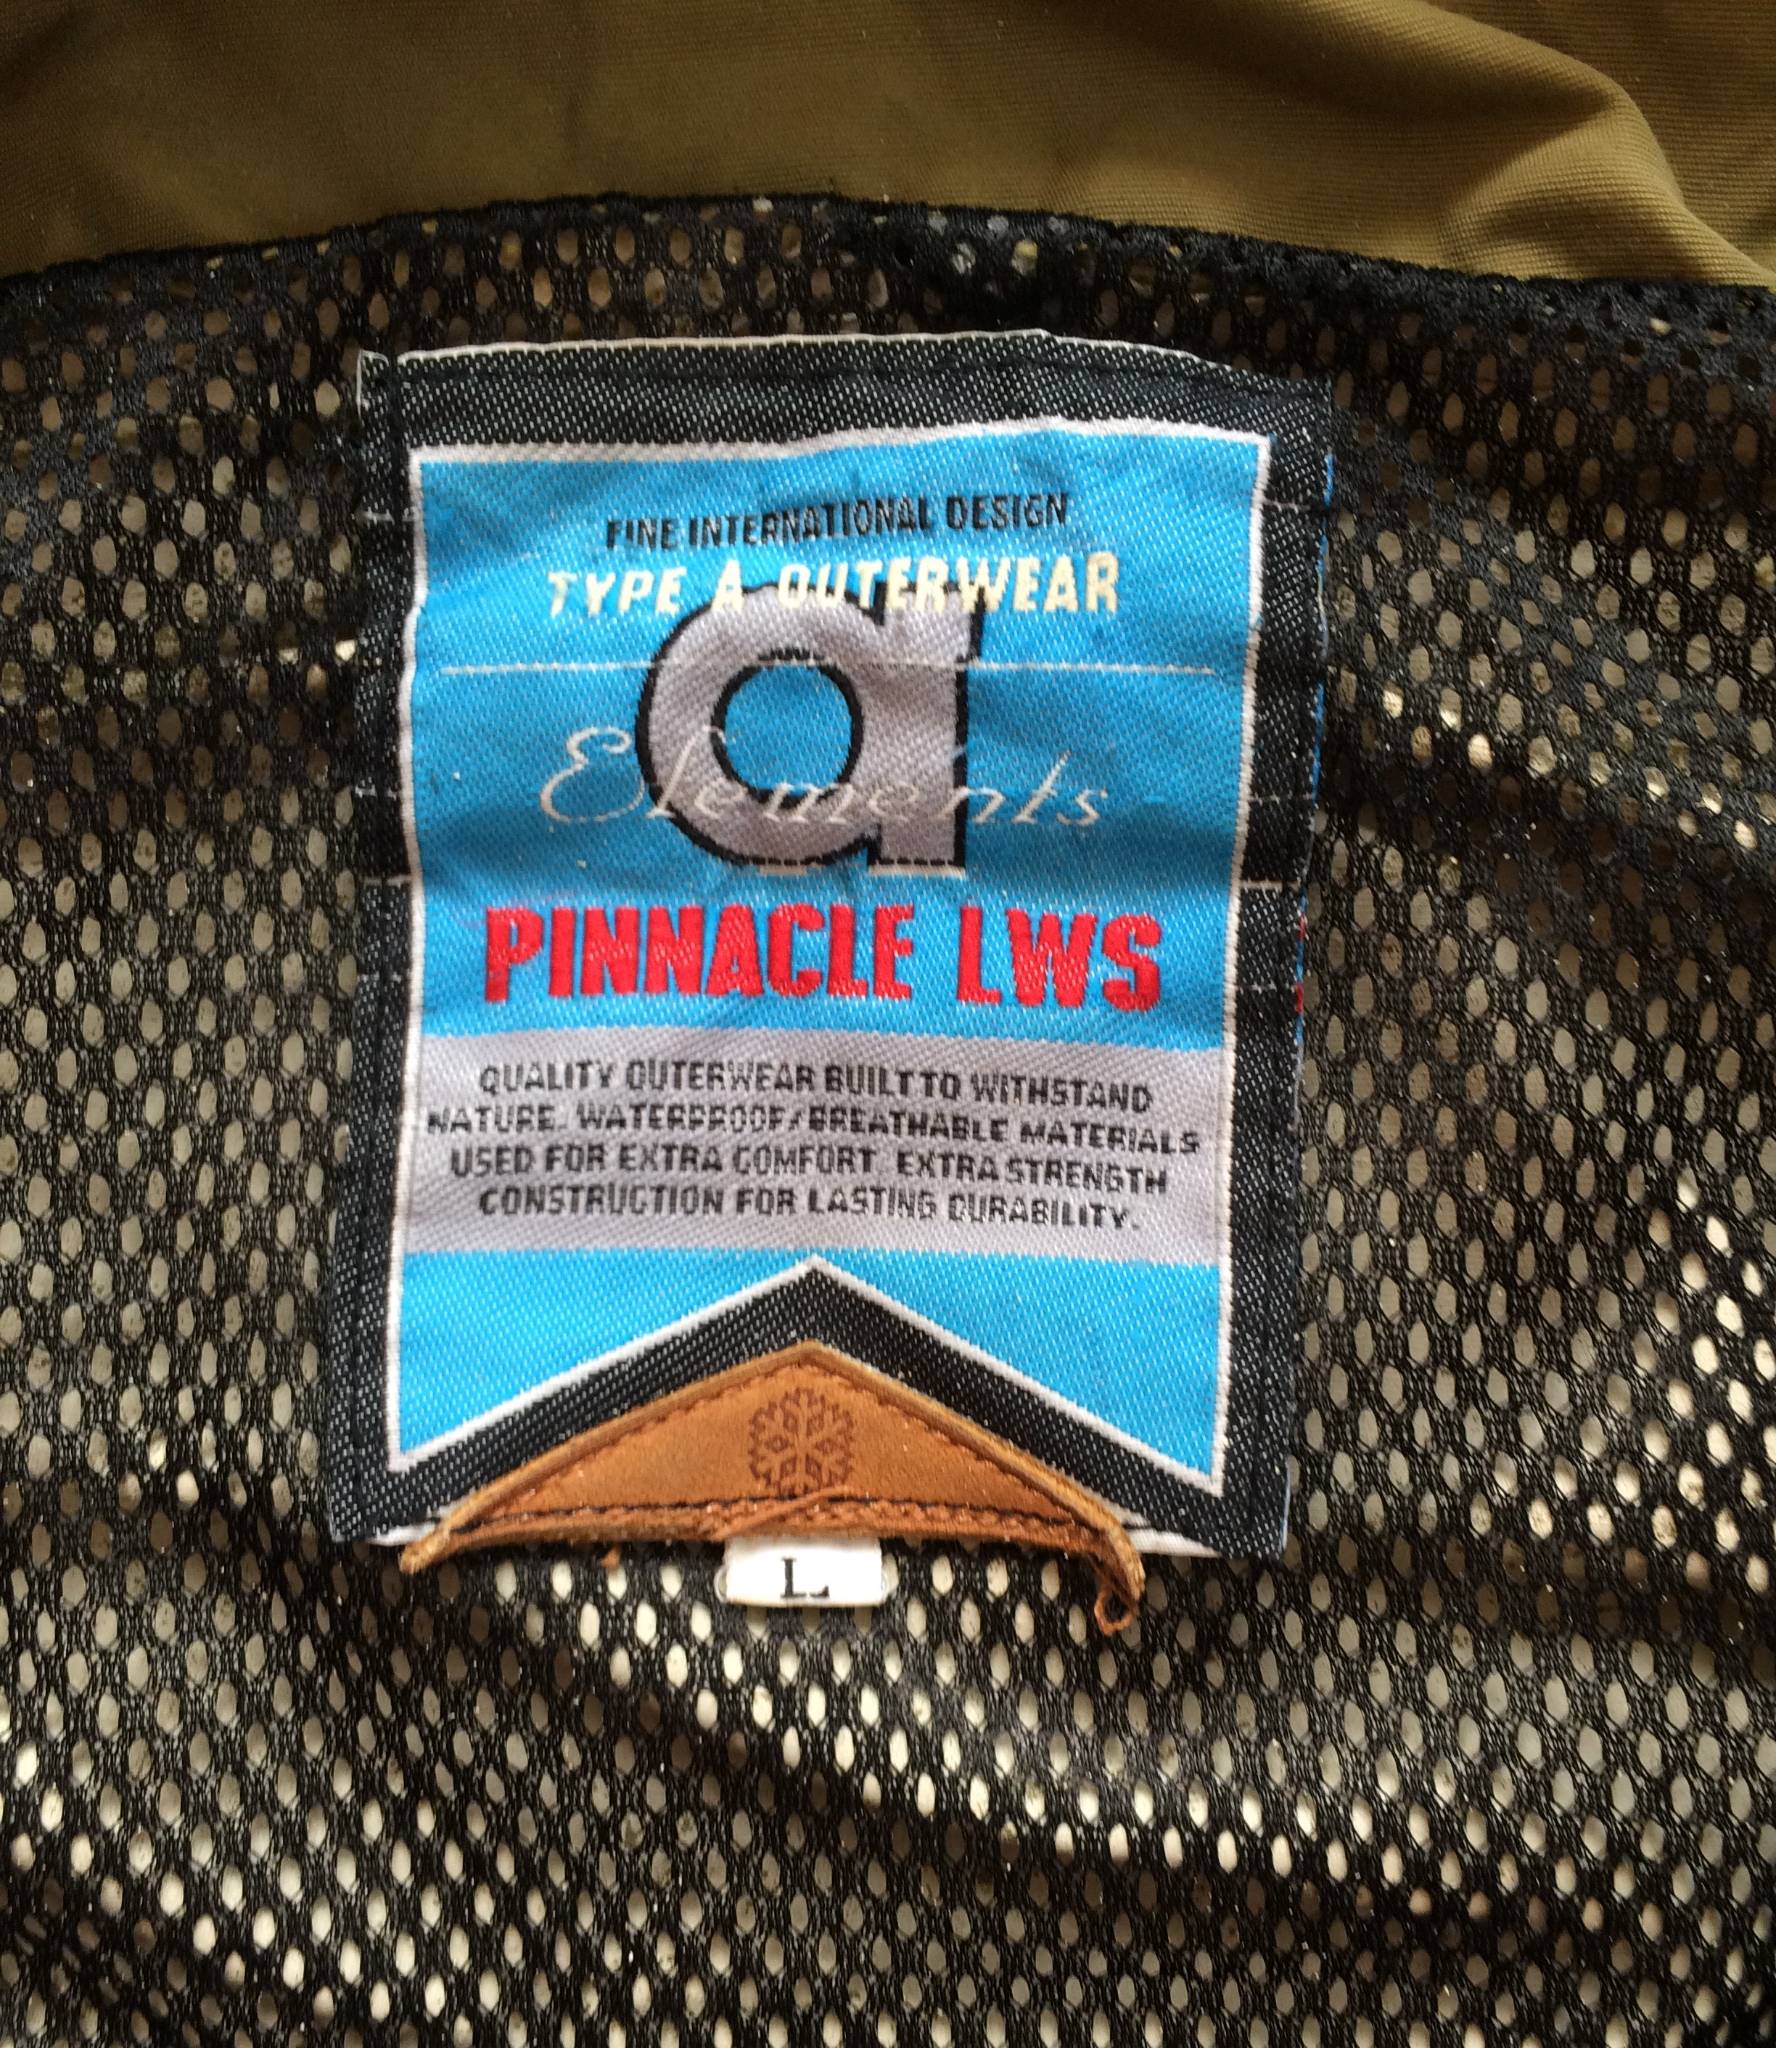 FINE INTERNATIONAL DESIGN
TYPE A OUTERWEAR
a
Elements
PINNACLE LWS
QUALITY OUTERWEAR BUILT TO WITHSTAND
NATURE. WATERPROOF/BREATHABLE MATERIALS
USED FOR EXTRA COMFORT. EXTRA STRENGTH
CONSTRUCTION FOR LASTING DURABILITY.
L